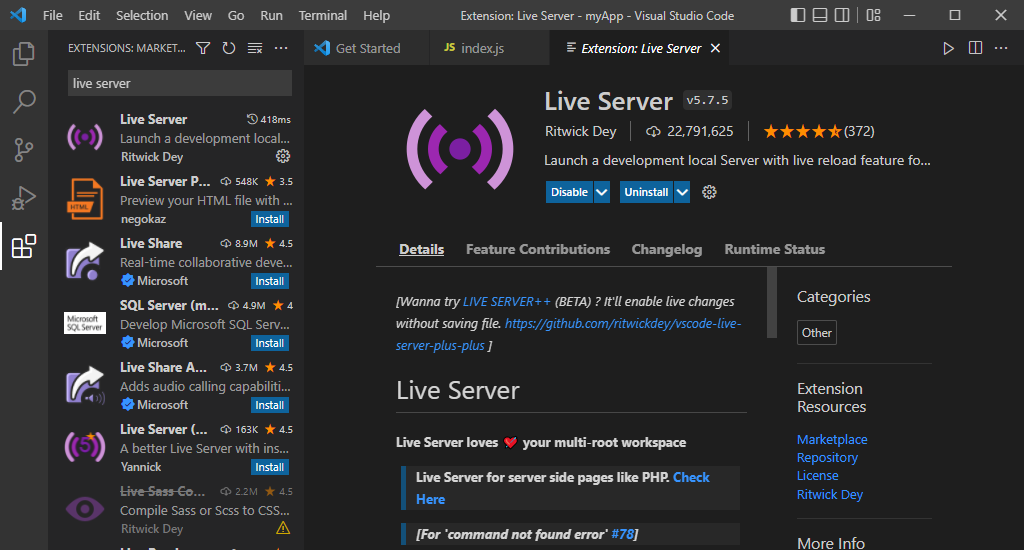 File Edit Selection View Go Run Terminal Help Extension: Live Server - myApp - Visual Studio Code
EXTENSIONS: MARKET...
live server
Live Server 418ms
Launch a development local...
Ritwick Dey
Live Server P... 548K 3.5
Preview your HTML file with ...
negokaz Install
Live Share 8.9M 4.5
Real-time collaborative deve...
Microsoft Install
SQL Server (m... 4.9M 4
Develop Microsoft SQL Serv...
Microsoft Install
Live Share A... 3.7M 4.5
Adds audio calling capabiliti...
Microsoft Install
Live Server (... 163K 4.5
A better Live Server with ins...
Yannick Install
Live Sass Co... 2.2M 4.5
Compile Sass or Scss to CSS...
Ritwick Dey
HTML
Microsoft
SQL Server
5
Get Started JS index.js Extension: Live Server
Live Server v5.7.5
Ritwick Dey 22,791,625 (372)
Launch a development local Server with live reload feature fo...
Disable Uninstall
Details Feature Contributions Changelog Runtime Status
[Wanna try LIVE SERVER++ (BETA) ? It'll enable live changes
without saving file. https://github.com/ritwickdey/vscode-live-
server-plus-plus ]
Live Server
Live Server loves your multi-root workspace
Live Server for server side pages like PHP. Check
Here
[For 'command not found error' #78]
Categories
Other
Extension
Resources
Marketplace
Repository
License
Ritwick Dey
More Info